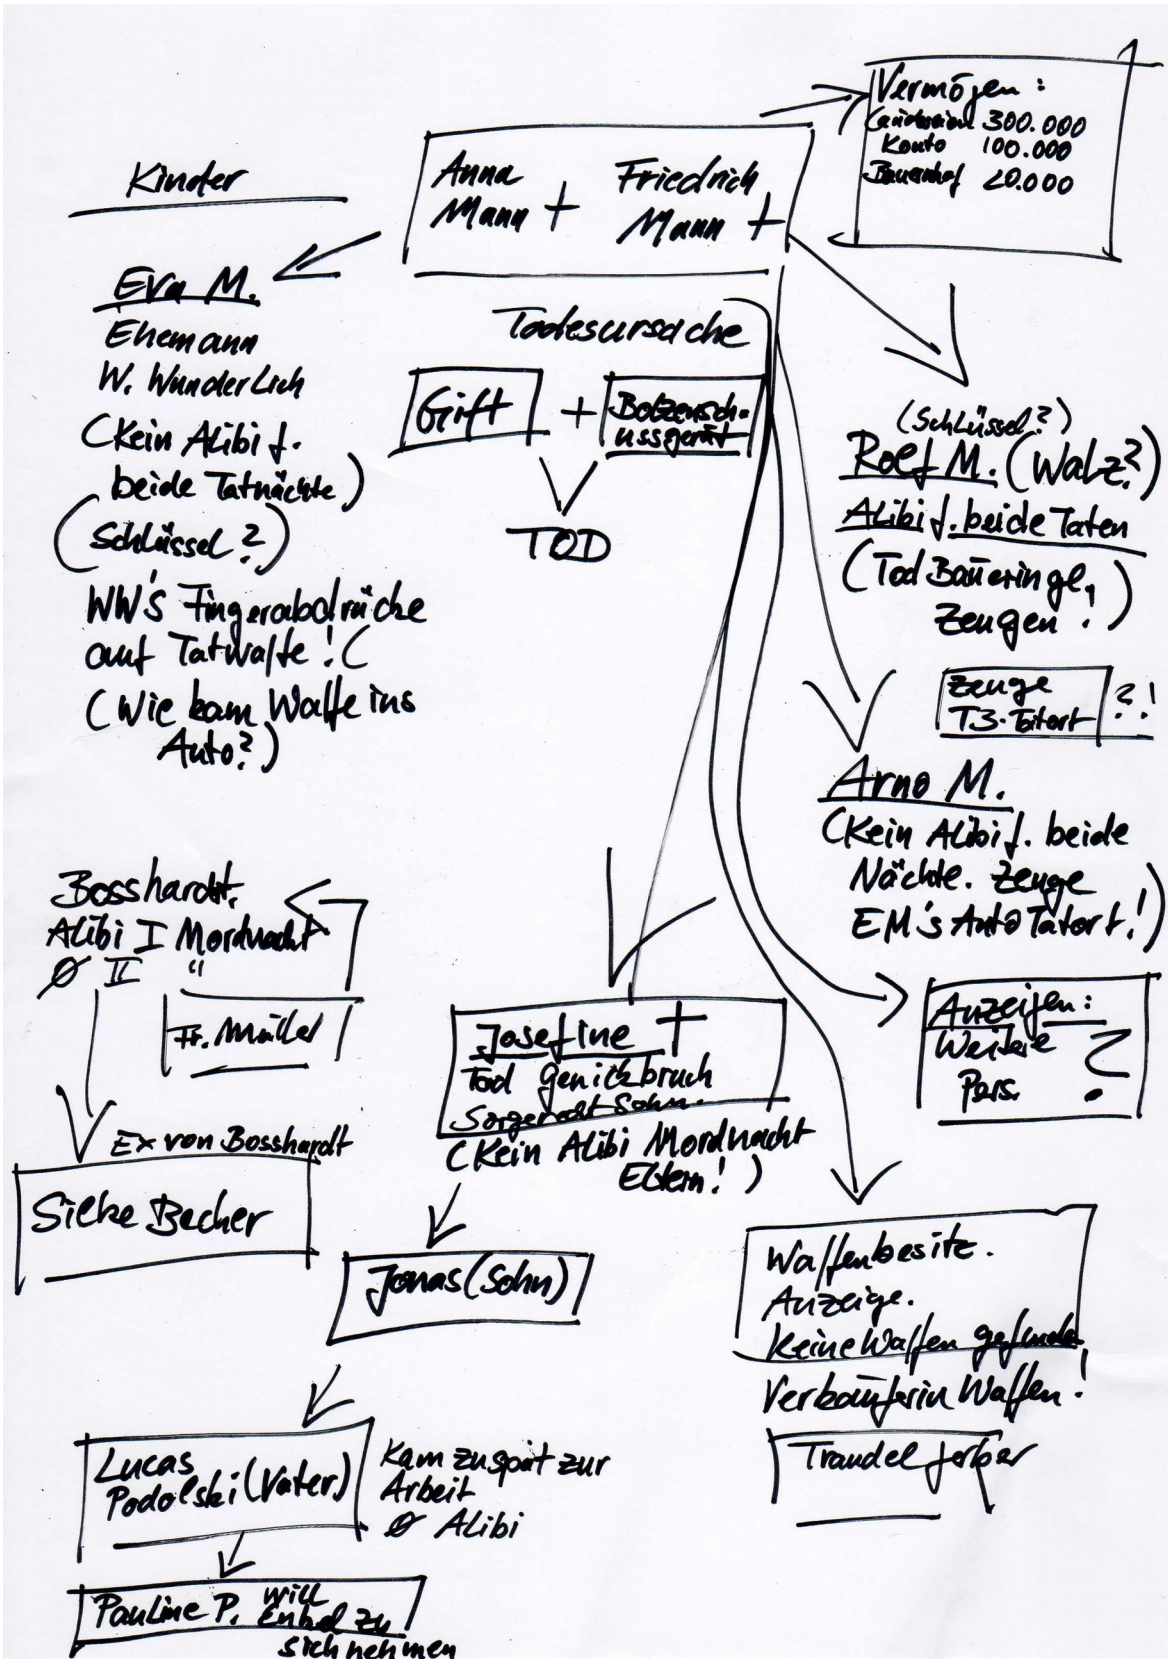 Vermögen:
300.000
Konto 100.000
Bauernhof 20.000
Kinder
Anna
Mann +
Friedrich
Mann +
Eva M.
Ehemann
W. Wunderlich
(Kein Alibi f.
beide Tatnächte)
(Schlüssel?)
WW's Fingerabdrücke
auf Tatwaffe! (
(Wie kam Waffe ins
Auto?)
Todesursache
Gift
+
Bolzensch-
ussgerät
TOD
(Schlüssel?)
Rolf M. (Walz?)
Alibi f. beide Taten
(Tod Bäuerin gl.
Zeugen!)
Zeuge
T3. Tatort
?!
Arno M.
(Kein Alibi f. beide
Nächte. Zeuge
EM's Auto Tatort!)
Bosshardt.
Alibi I Mordnacht
Ø II "
Fr. Müller
Ex von Bosshardt
Silke Becher
Josefine +
Tod Genickbruch
Sorgerecht Sohn.
(Kein Alibi Mordnacht
Eltern!)
Anzeigen:
Weitere
Pers.
?
Jonas (Sohn)
Waffenbesitz.
Anzeige.
Keine Waffen gefunden
Verkäuferin Waffen!
Traudel
Lucas
Podolski (Vater)
Kam zu spät zur
Arbeit
Ø Alibi
Pauline P. will
Enkel zu
sich nehmen